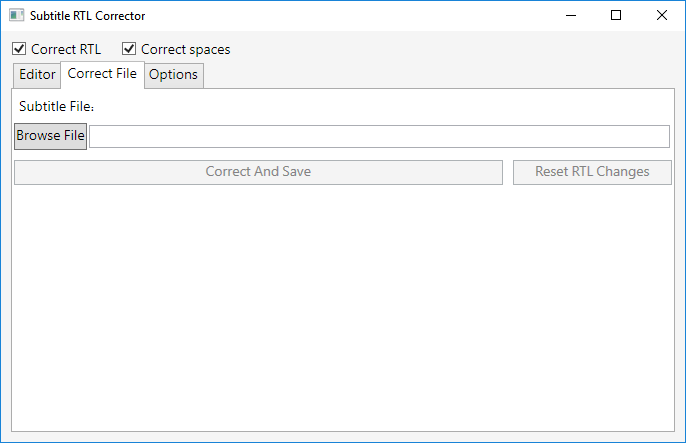 Subtitle RTL Corrector
Correct RTL Correct spaces
Editor Correct File Options
Subtitle File:
Browse File
Correct And Save Reset RTL Changes